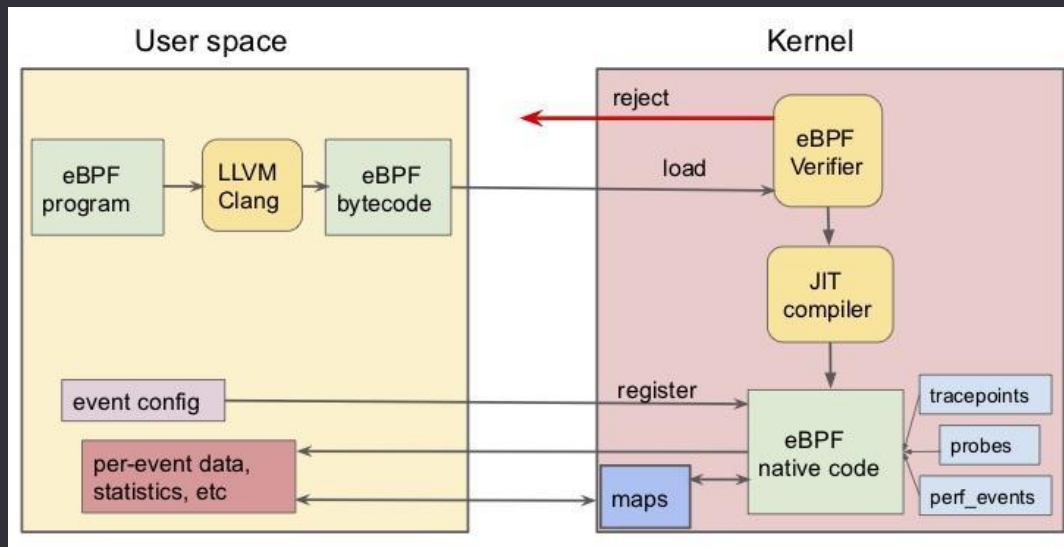 User space
Kernel
reject
eBPF
Verifier
eBPF
program
LLVM
Clang
eBPF
bytecode
load
JIT
compiler
event config
register
tracepoints
probes
perf_events
eBPF
native code
per-event data,
statistics, etc
maps